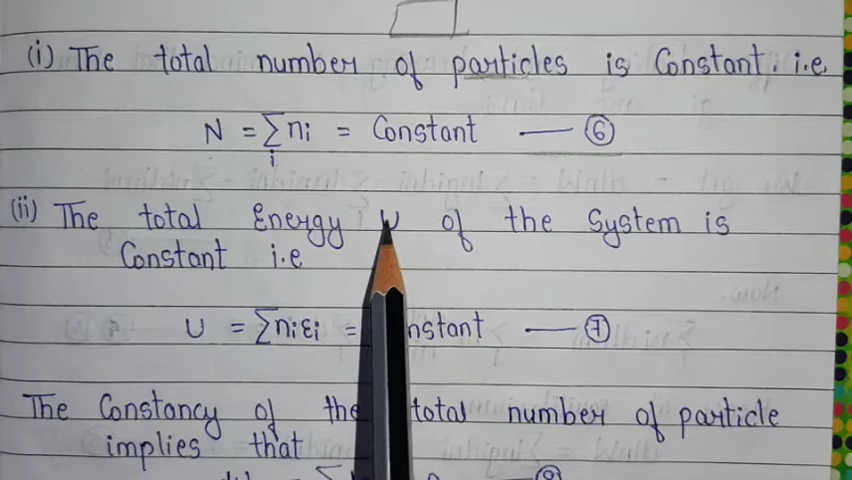 (i) The total number of particles is Constant. i.e
N = ∑ ni = Constant —— ⑥
i
(ii) The total Energy U of the System is
Constant i.e
U = ∑niεi = Constant —— ⑦
The Constancy of the total number of particle
implies that